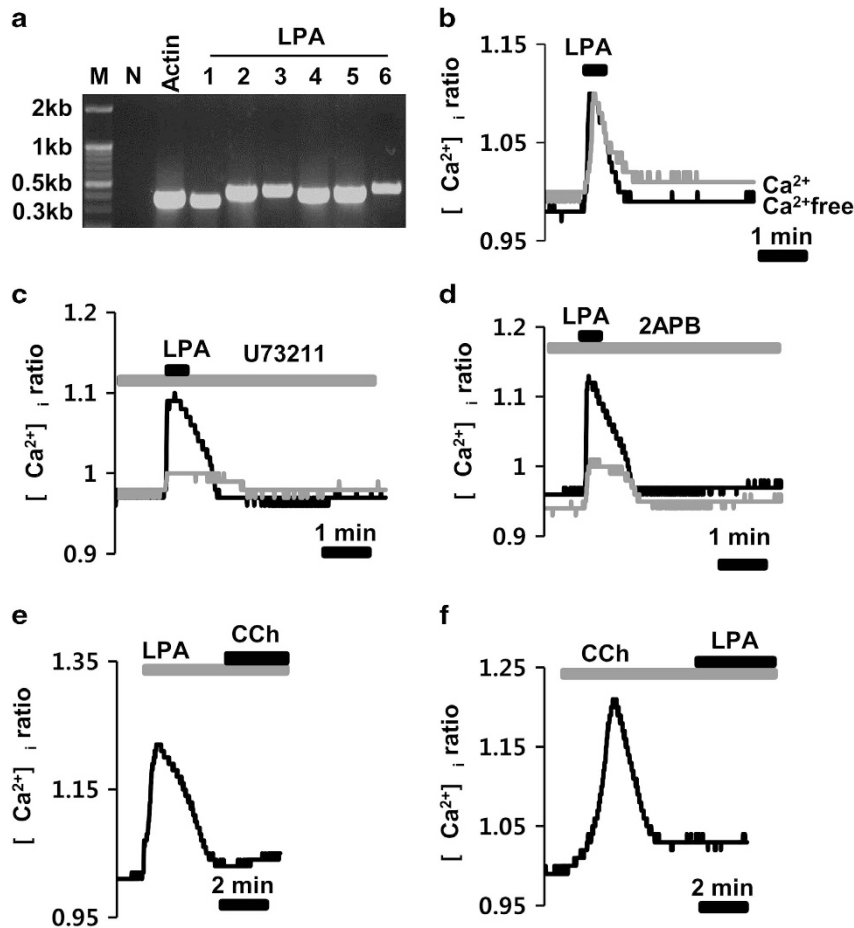 a
LPA
M N Actin 1 2 3 4 5 6
2kb
1kb
0.5kb
0.3kb
b
[ Ca²⁺] i ratio
1.15
1.05
0.95
LPA
Ca²⁺
Ca²⁺free
1 min
c
[ Ca²⁺] i ratio
1.2
1.1
1
0.9
LPA
U73211
1 min
d
[ Ca²⁺] i ratio
1.2
1.1
1
0.9
LPA
2APB
1 min
e
[ Ca²⁺] i ratio
1.35
1.15
0.95
LPA
CCh
2 min
f
[ Ca²⁺] i ratio
1.25
1.15
1.05
0.95
CCh
LPA
2 min